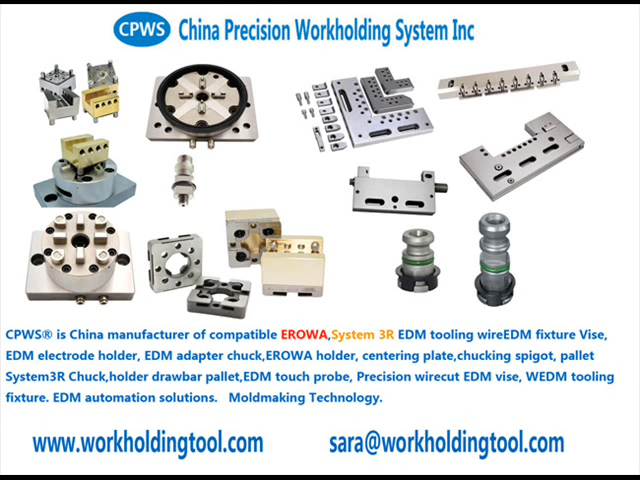 CPWS China Precision Workholding System Inc
CPWS® is China manufacturer of compatible EROWA,System 3R EDM tooling wireEDM fixture Vise,
EDM electrode holder, EDM adapter chuck,EROWA holder, centering plate,chucking spigot, pallet
System3R Chuck,holder drawbar pallet,EDM touch probe, Precision wirecut EDM vise, WEDM tooling
fixture. EDM automation solutions. Moldmaking Technology.
www.workholdingtool.com sara@workholdingtool.com